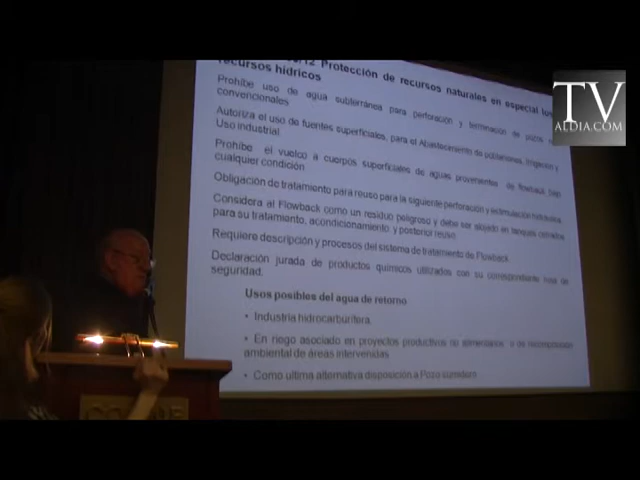 12 Protección de recursos naturales en especial los
recursos hídricos
Prohíbe uso de agua subterránea para perforación y terminación de pozos
convencionales
Autoriza el uso de fuentes superficiales, para el Abastecimiento de poblaciones, irrigación y
Uso industrial
Prohíbe el vuelco a cuerpos superficiales de aguas provenientes de flowback bajo
cualquier condición
Obligación de tratamiento para reuso para la siguiente perforación y estimulación hidráulica
Considera al Flowback como un residuo peligroso y debe ser alojado en tanques cerrados
para su tratamiento, acondicionamiento y posterior reuso
Requiere descripción y procesos del sistema de tratamiento de Flowback
Declaración jurada de productos químicos utilizados con su correspondiente hoja de
seguridad.
Usos posibles del agua de retorno
• Industria hidrocarburífera.
• En riego asociado en proyectos productivos no alimentarios o de recomposición
ambiental de áreas intervenidas
• Como ultima alternativa disposición a Pozo sumidero
TV
ALDIA.COM